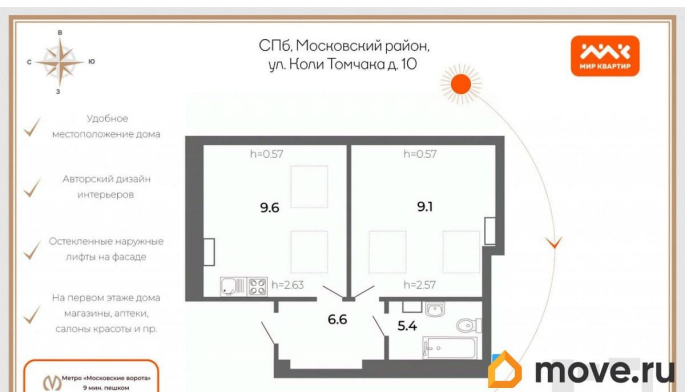 СПб, Московский район,
ул. Коли Томчака д. 10
МИР КВАРТИР
В
С
Ю
З
Удобное
местоположение дома
Авторский дизайн
интерьеров
Остекленные наружные
лифты на фасаде
На первом этаже дома
магазины, аптеки,
салоны красоты и пр.
Метро «Московские ворота»
9 мин. пешком
h=0.57
h=0.57
9.6
9.1
h=2.63
h=2.57
6.6
5.4
move.ru